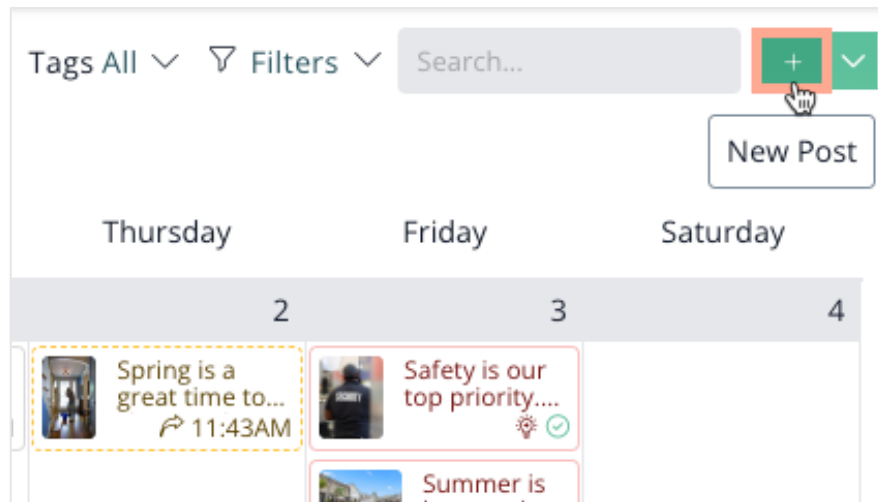 Tags All Filters Search... +
New Post
Thursday Friday Saturday
2 3 4
Spring is a
great time to...
11:43AM
Safety is our
top priority....
SECURITY
Summer is